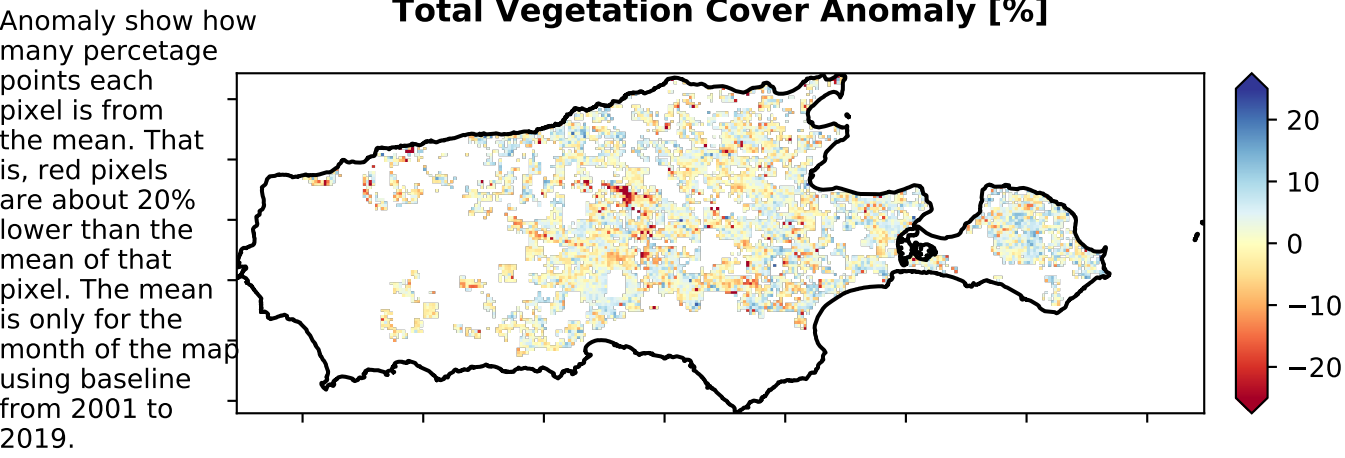 Total Vegetation Cover Anomaly [%]
Anomaly show how
many percetage
points each
pixel is from
the mean. That
is, red pixels
are about 20%
lower than the
mean of that
pixel. The mean
is only for the
month of the map
using baseline
from 2001 to
2019.
20
10
0
−10
−20